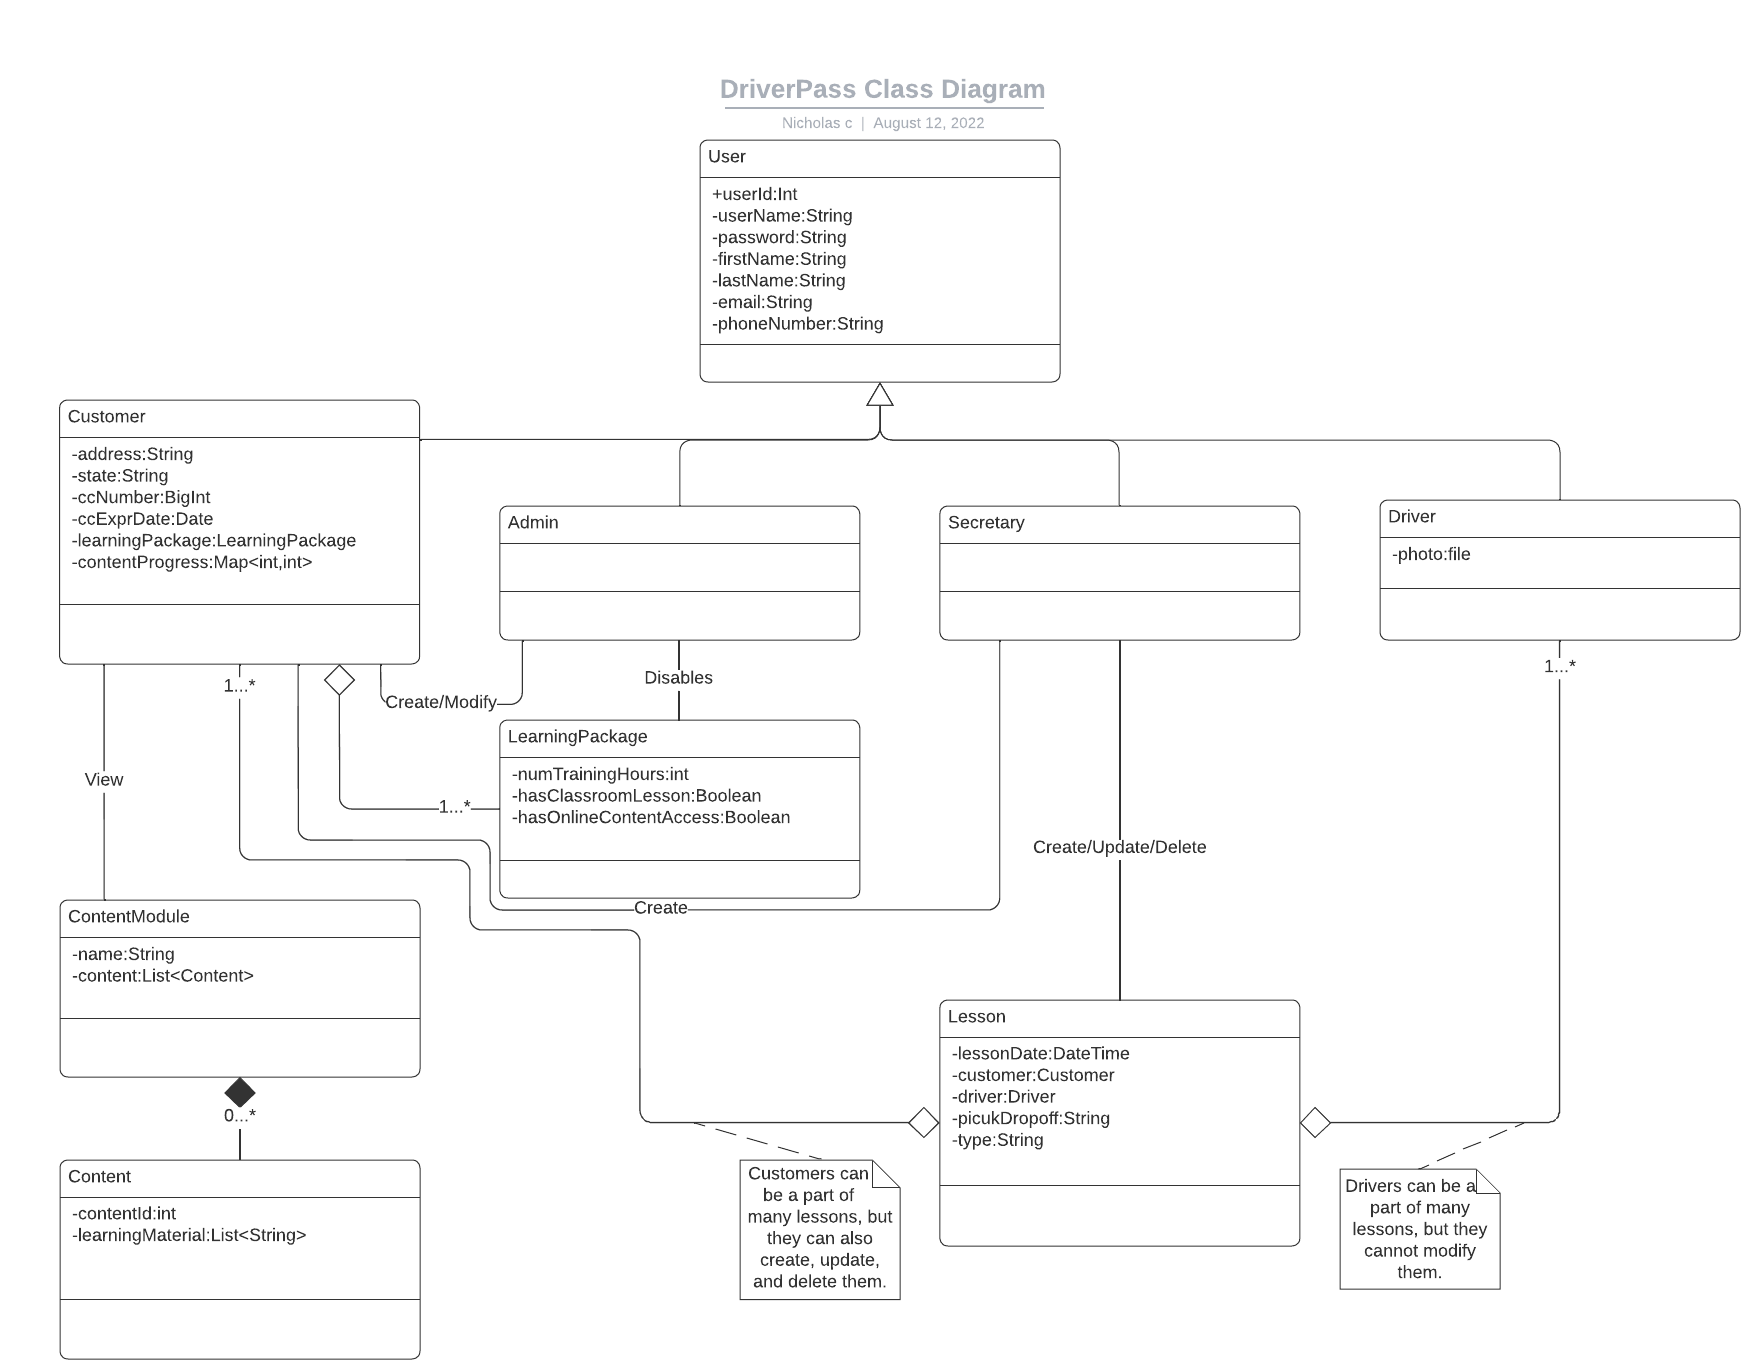 DriverPass Class Diagram
Nicholas c | August 12, 2022
User
+userId:Int
-userName:String
-password:String
-firstName:String
-lastName:String
-email:String
-phoneNumber:String
Customer
-address:String
-state:String
-ccNumber:BigInt
-ccExprDate:Date
-learningPackage:LearningPackage
-contentProgress:Map<int,int>
Admin
Secretary
Driver
-photo:file
1...*
Create/Modify
Disables
1...*
View
LearningPackage
-numTrainingHours:int
-hasClassroomLesson:Boolean
-hasOnlineContentAccess:Boolean
1...*
Create/Update/Delete
Create
ContentModule
-name:String
-content:List<Content>
0...*
Content
-contentId:int
-learningMaterial:List<String>
Lesson
-lessonDate:DateTime
-customer:Customer
-driver:Driver
-picukDropoff:String
-type:String
Customers can
be a part of
many lessons, but
they can also
create, update,
and delete them.
Drivers can be a
part of many
lessons, but they
cannot modify
them.